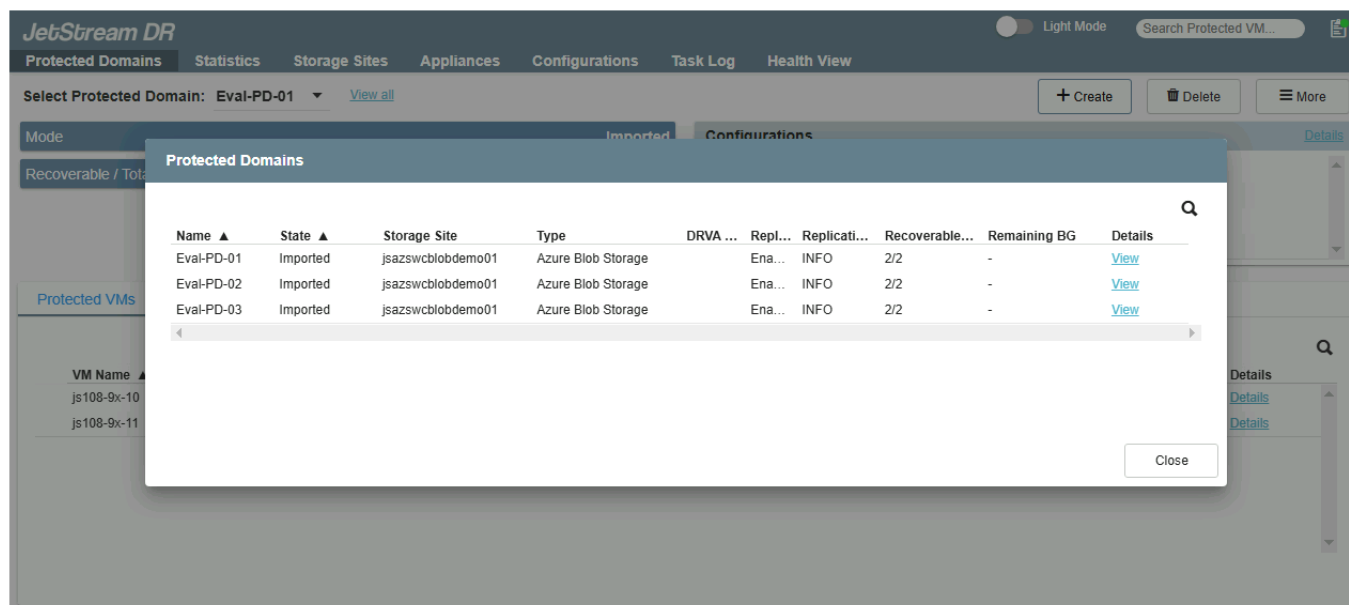 JetStream DR
Light Mode
Search Protected VM...
Protected Domains Statistics Storage Sites Appliances Configurations Task Log Health View
Select Protected Domain: Eval-PD-01 View all
+ Create Delete More
Mode Imported Configurations Details
Protected Domains
Recoverable / Tota
Name ▲ State ▲ Storage Site Type DRVA ... Repl... Replicati... Recoverable... Remaining BG Details
Eval-PD-01 Imported jsazswcblobdemo01 Azure Blob Storage Ena... INFO 2/2 - View
Eval-PD-02 Imported jsazswcblobdemo01 Azure Blob Storage Ena... INFO 2/2 - View
Eval-PD-03 Imported jsazswcblobdemo01 Azure Blob Storage Ena... INFO 2/2 - View
Close
Protected VMs
VM Name ▲ Details
js108-9x-10 Details
js108-9x-11 Details